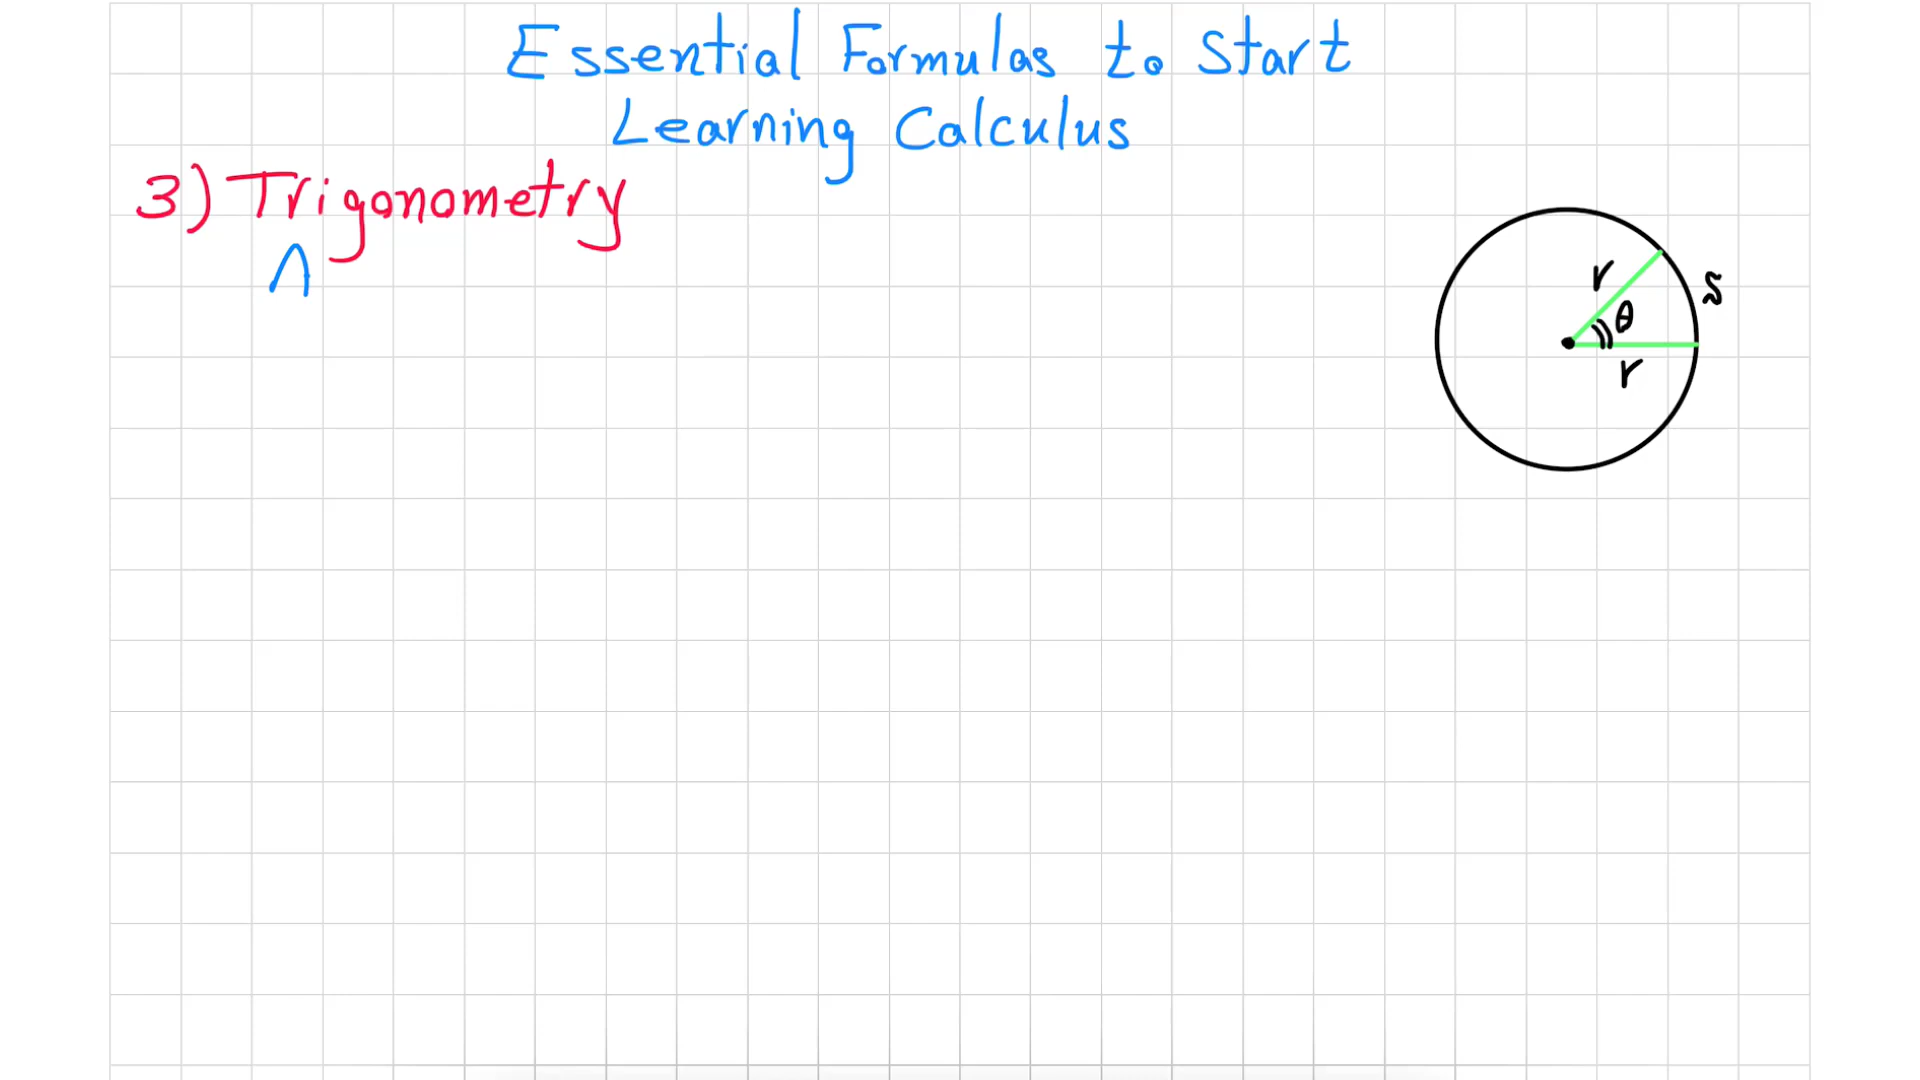 Essential Formulas to Start
Learning Calculus
3) Trigonometry
r
s
θ
r